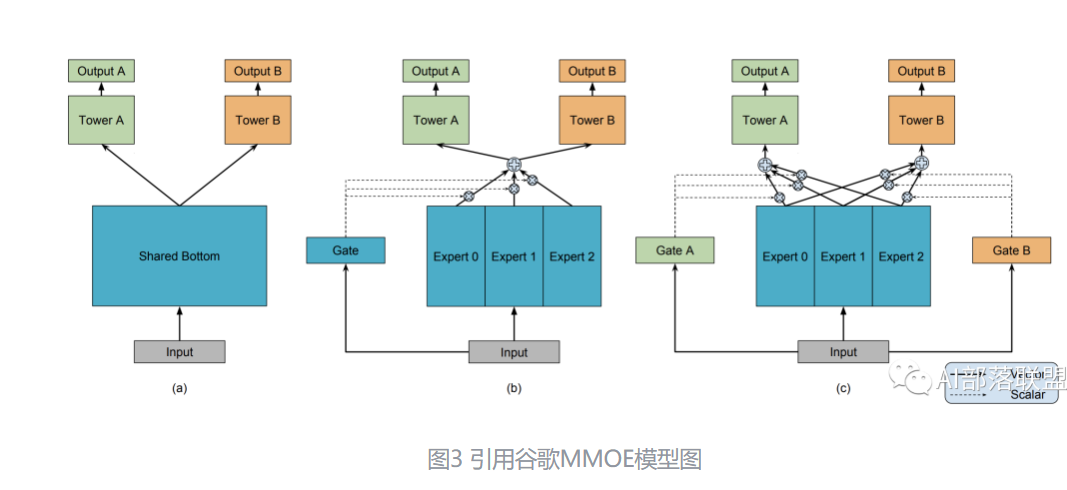 Output A
Output B
Tower A
Tower B
Shared Bottom
Input
(a)
Output A
Output B
Tower A
Tower B
Gate
Expert 0
Expert 1
Expert 2
Input
(b)
Output A
Output B
Tower A
Tower B
Gate A
Expert 0
Expert 1
Expert 2
Gate B
Input
(c)
Vector
Scalar
AI部落联盟
图3 引用谷歌MMOE模型图